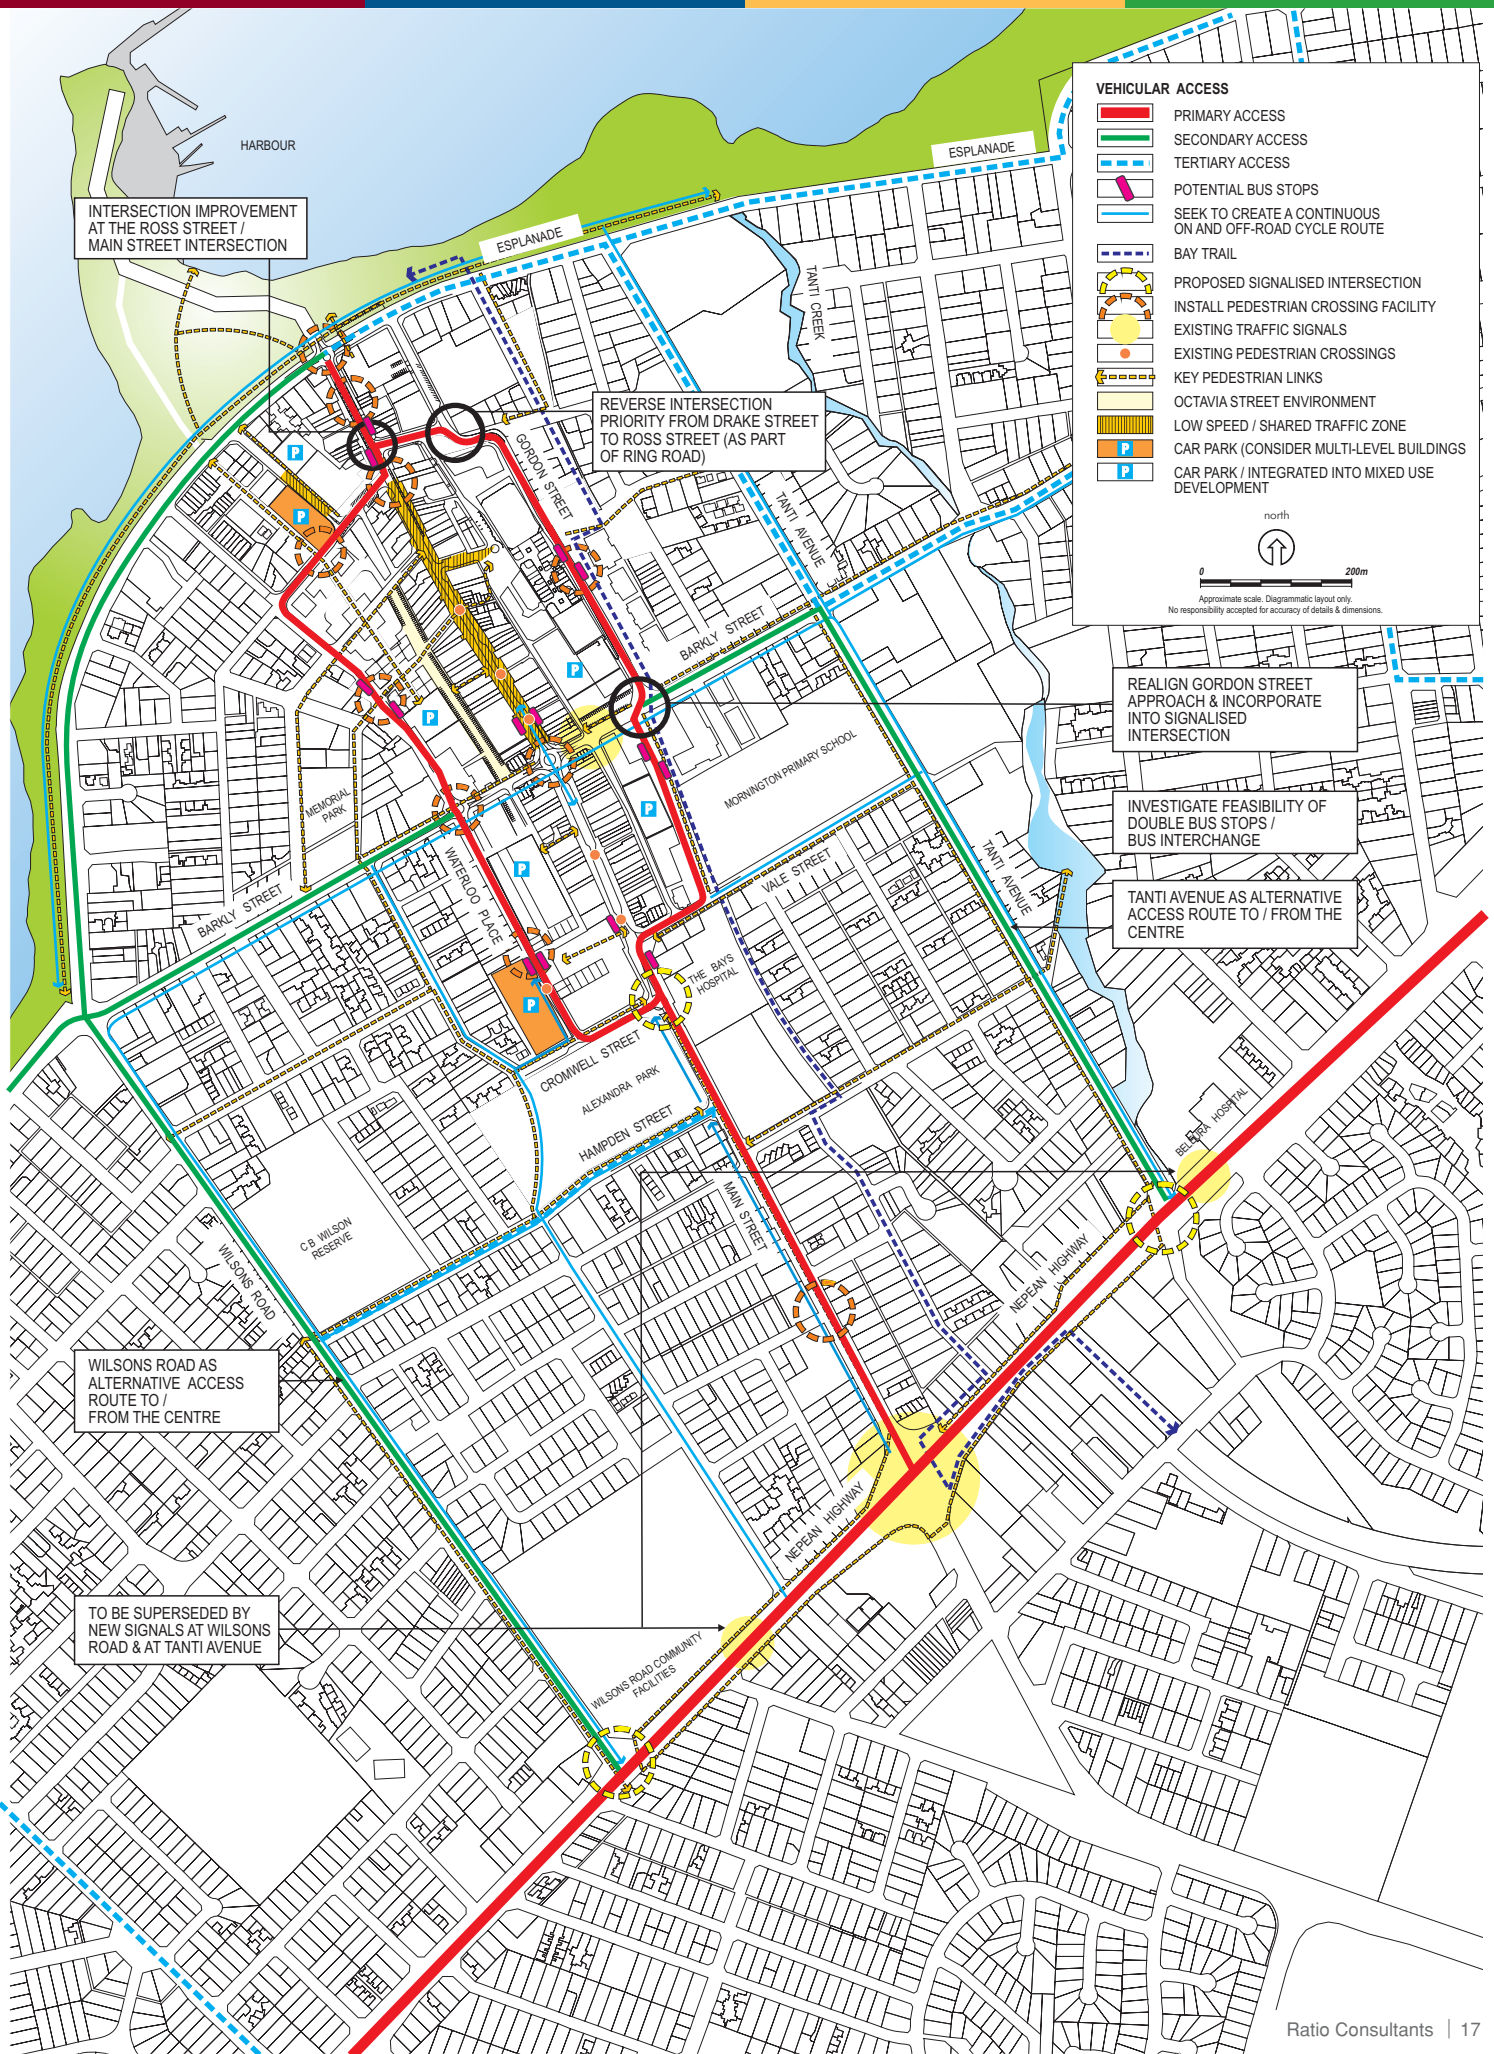 HARBOUR
INTERSECTION IMPROVEMENT
AT THE ROSS STREET /
MAIN STREET INTERSECTION
ESPLANADE
ESPLANADE
VEHICULAR ACCESS
PRIMARY ACCESS
SECONDARY ACCESS
TERTIARY ACCESS
POTENTIAL BUS STOPS
SEEK TO CREATE A CONTINUOUS
ON AND OFF-ROAD CYCLE ROUTE
BAY TRAIL
PROPOSED SIGNALISED INTERSECTION
INSTALL PEDESTRIAN CROSSING FACILITY
EXISTING TRAFFIC SIGNALS
EXISTING PEDESTRIAN CROSSINGS
KEY PEDESTRIAN LINKS
OCTAVIA STREET ENVIRONMENT
LOW SPEED / SHARED TRAFFIC ZONE
P
CAR PARK (CONSIDER MULTI-LEVEL BUILDINGS
P
CAR PARK / INTEGRATED INTO MIXED USE
DEVELOPMENT
north
0 200m
Approximate scale. Diagrammatic layout only.
No responsibility accepted for accuracy of details & dimensions.
TANTI CREEK
REVERSE INTERSECTION
PRIORITY FROM DRAKE STREET
TO ROSS STREET (AS PART
OF RING ROAD)
GORDON STREET
P
P
TANTI AVENUE
BARKLY STREET
P
P
REALIGN GORDON STREET
APPROACH & INCORPORATE
INTO SIGNALISED
INTERSECTION
MORNINGTON PRIMARY SCHOOL
MEMORIAL
PARK
P
INVESTIGATE FEASIBILITY OF
DOUBLE BUS STOPS /
BUS INTERCHANGE
P
WATERLOO PLACE
VALE STREET
TANTI AVENUE
TANTI AVENUE AS ALTERNATIVE
ACCESS ROUTE TO / FROM THE
CENTRE
BARKLY STREET
THE BAYS
HOSPITAL
P
CROMWELL STREET
ALEXANDRA PARK
HAMPDEN STREET
BELEURA HOSPITAL
MAIN STREET
C.B. WILSON
RESERVE
WILSONS ROAD
NEPEAN HIGHWAY
WILSONS ROAD AS
ALTERNATIVE ACCESS
ROUTE TO /
FROM THE CENTRE
NEPEAN HIGHWAY
TO BE SUPERSEDED BY
NEW SIGNALS AT WILSONS
ROAD & AT TANTI AVENUE
WILSONS ROAD COMMUNITY
FACILITIES
Ratio Consultants | 17